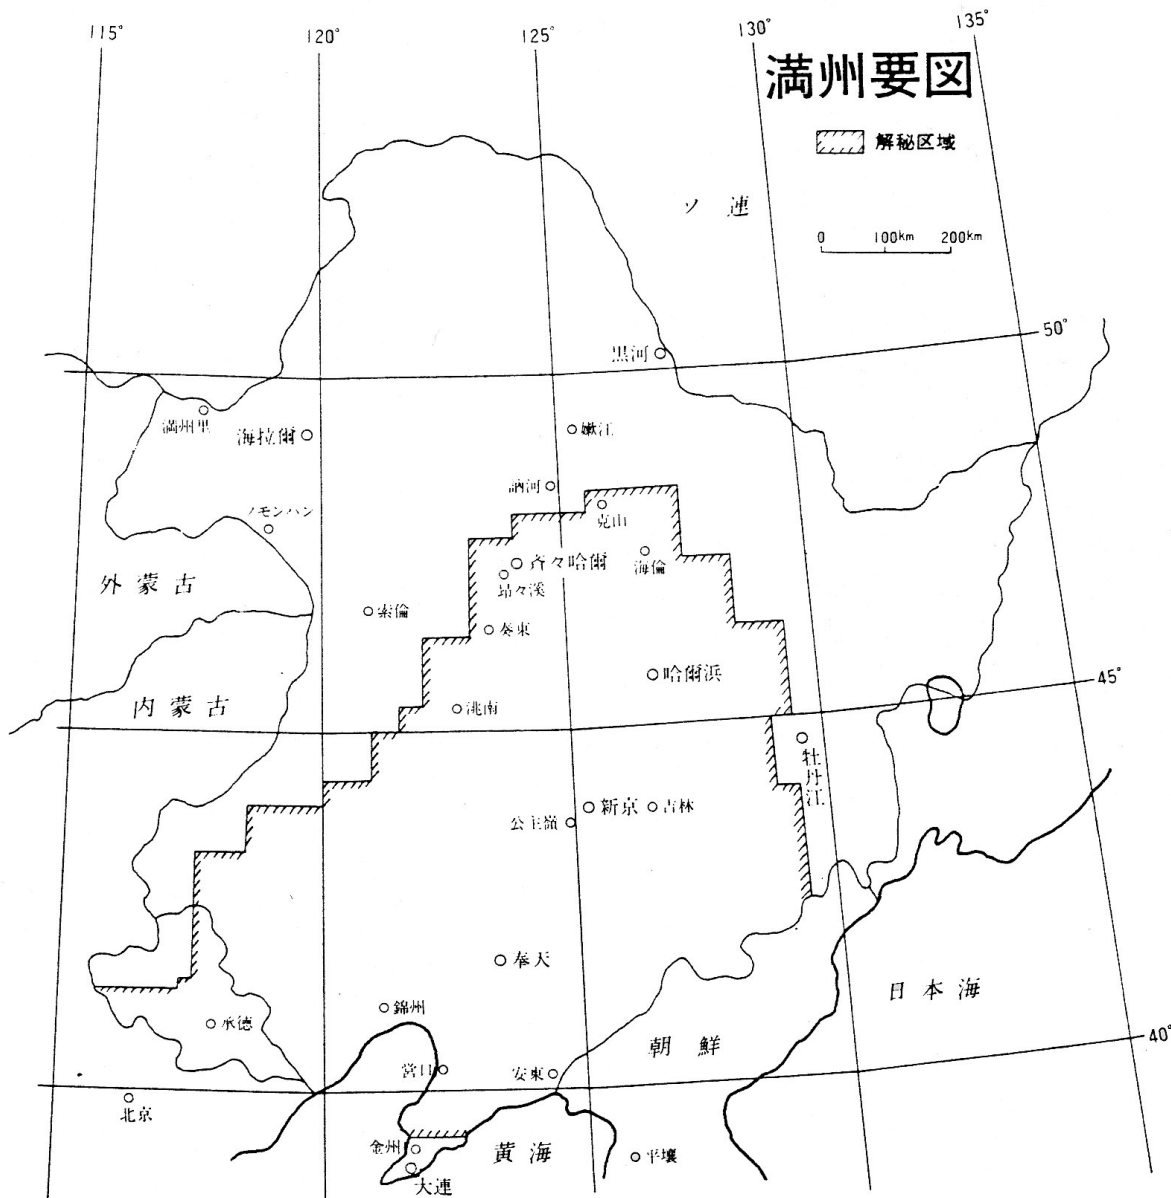 115°
120°
125°
130°
135°
満州要図
解秘区域
ソ連
0 100km 200km
50°
黒河
満州里
海拉爾
嫩江
訥河
克山
ノモンハン
斉々哈爾
海倫
昂々溪
外蒙古
索倫
泰東
哈爾浜
45°
内蒙古
洮南
牡丹江
新京
吉林
公主嶺
奉天
日本海
錦州
承徳
朝鮮
40°
営口
安東
北京
金州
黄海
平壌
大連